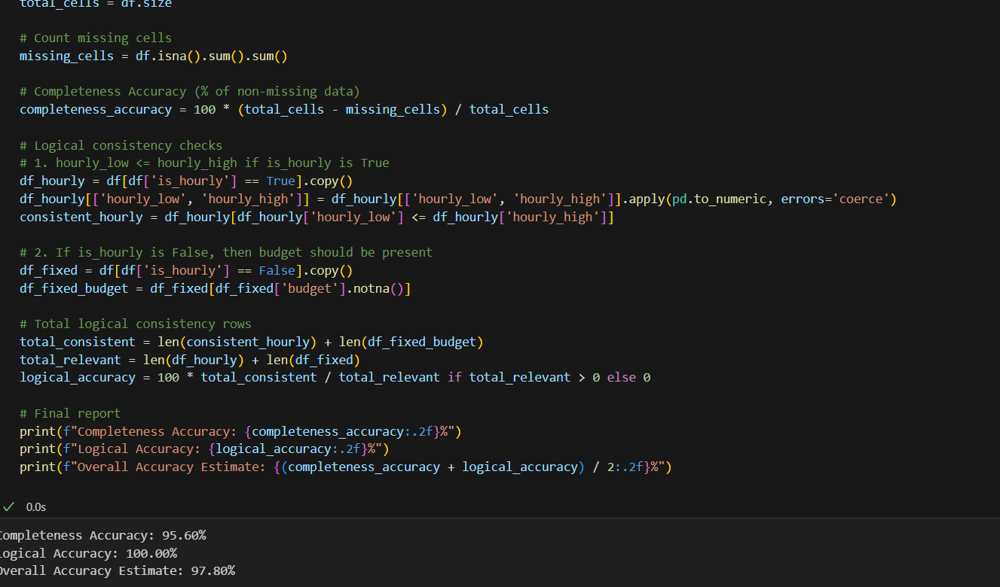 total_cells = df.size
# Count missing cells
missing_cells = df.isna().sum().sum()
# Completeness Accuracy (% of non-missing data)
completeness_accuracy = 100 * (total_cells - missing_cells) / total_cells
# Logical consistency checks
# 1. hourly_low <= hourly_high if is_hourly is True
df_hourly = df[df['is_hourly'] == True].copy()
df_hourly[['hourly_low', 'hourly_high']] = df_hourly[['hourly_low', 'hourly_high']].apply(pd.to_numeric, errors='coerce')
consistent_hourly = df_hourly[df_hourly['hourly_low'] <= df_hourly['hourly_high']]
# 2. If is_hourly is False, then budget should be present
df_fixed = df[df['is_hourly'] == False].copy()
df_fixed_budget = df_fixed[df_fixed['budget'].notna()]
# Total logical consistency rows
total_consistent = len(consistent_hourly) + len(df_fixed_budget)
total_relevant = len(df_hourly) + len(df_fixed)
logical_accuracy = 100 * total_consistent / total_relevant if total_relevant > 0 else 0
# Final report
print(f"Completeness Accuracy: {completeness_accuracy:.2f}%")
print(f"Logical Accuracy: {logical_accuracy:.2f}%")
print(f"Overall Accuracy Estimate: {(completeness_accuracy + logical_accuracy) / 2:.2f}%")
0.0s
Completeness Accuracy: 95.60%
Logical Accuracy: 100.00%
Overall Accuracy Estimate: 97.80%